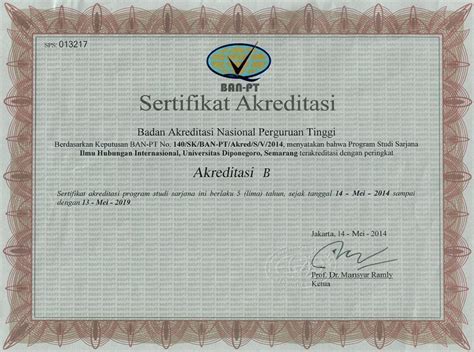 SPS: 013217
BAN-PT
Sertifikat Akreditasi
Badan Akreditasi Nasional Perguruan Tinggi
Berdasarkan Keputusan BAN-PT No. 140/SK/BAN-PT/Akred/S/V/2014, menyatakan bahwa Program Studi Sarjana
Ilmu Hubungan Internasional, Universitas Diponegoro, Semarang terakreditasi dengan peringkat
Akreditasi B
Sertifikat akreditasi program studi sarjana ini berlaku 5 (lima) tahun, sejak tanggal 14 - Mei - 2014 sampai
dengan 13 - Mei - 2019.
Jakarta, 14 - Mei - 2014
Prof. Dr. Mansyur Ramly
Ketua